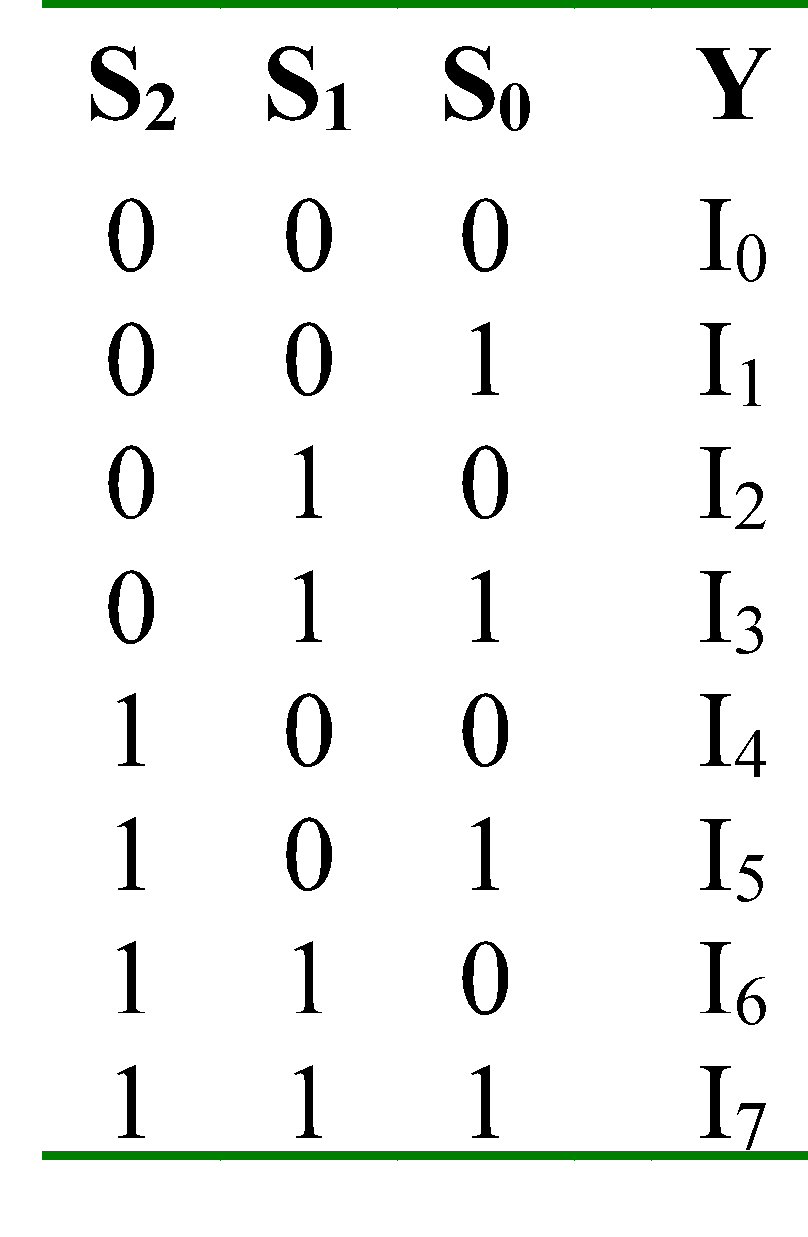 S₂ S₁ S₀ Y
0 0 0 I₀
0 0 1 I₁
0 1 0 I₂
0 1 1 I₃
1 0 0 I₄
1 0 1 I₅
1 1 0 I₆
1 1 1 I₇